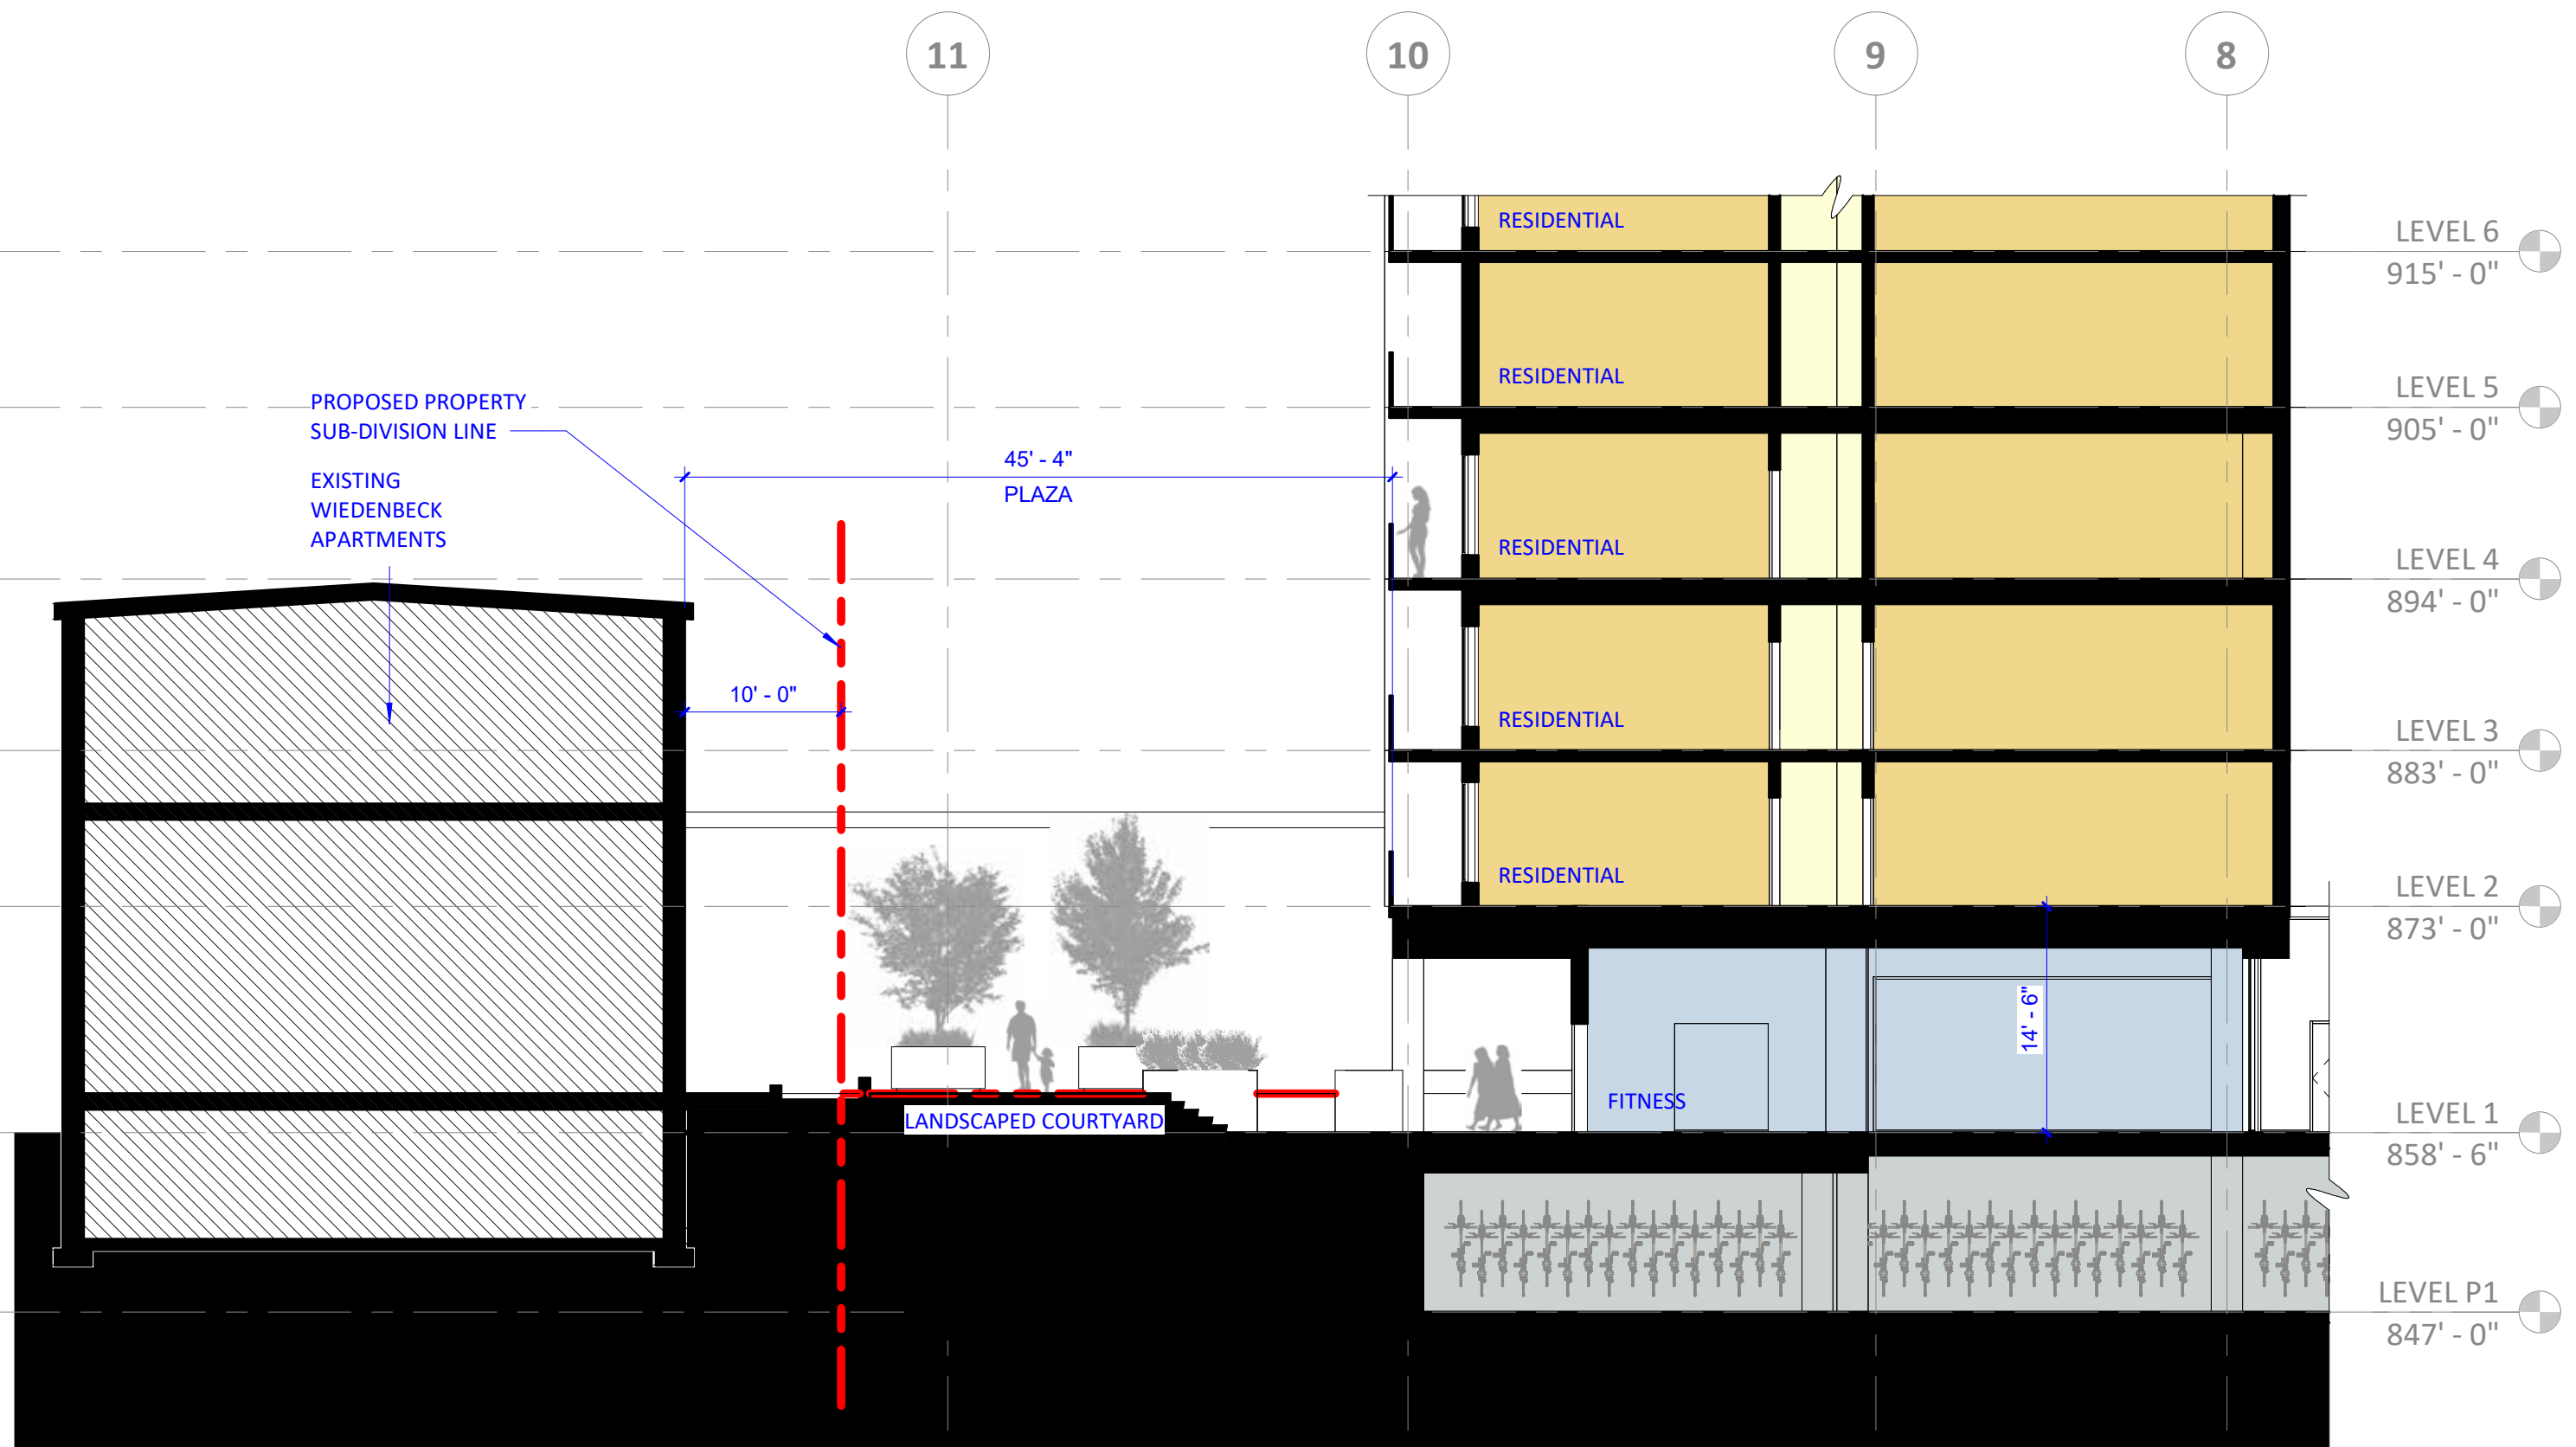 11
10
9
8
RESIDENTIAL
LEVEL 6
915' - 0"
RESIDENTIAL
LEVEL 5
905' - 0"
PROPOSED PROPERTY
SUB-DIVISION LINE
45' - 4"
PLAZA
EXISTING
WIEDENBECK
APARTMENTS
RESIDENTIAL
LEVEL 4
894' - 0"
10' - 0"
RESIDENTIAL
LEVEL 3
883' - 0"
RESIDENTIAL
LEVEL 2
873' - 0"
14' - 6"
FITNESS
LANDSCAPED COURTYARD
LEVEL 1
858' - 6"
LEVEL P1
847' - 0"